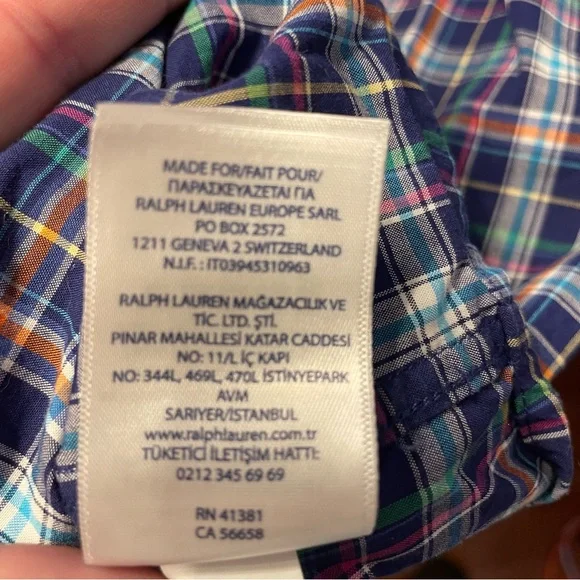 MADE FOR/FAIT POUR/
ΠΑΡΑΣΚΕΥΑΖΕΤΑΙ ΓΙΑ
RALPH LAUREN EUROPE SARL
PO BOX 2572
1211 GENEVA 2 SWITZERLAND
N.I.F. : IT03945310963
RALPH LAUREN MAĞAZACILIK VE
TİC. LTD. ŞTİ.
PINAR MAHALLESİ KATAR CADDESİ
NO: 11/L İÇ KAPI
NO: 344L, 469L, 470L İSTİNYEPARK
AVM
SARIYER/İSTANBUL
www.ralphlauren.com.tr
TÜKETİCİ İLETİŞİM HATTI:
0212 345 69 69
RN 41381
CA 56658